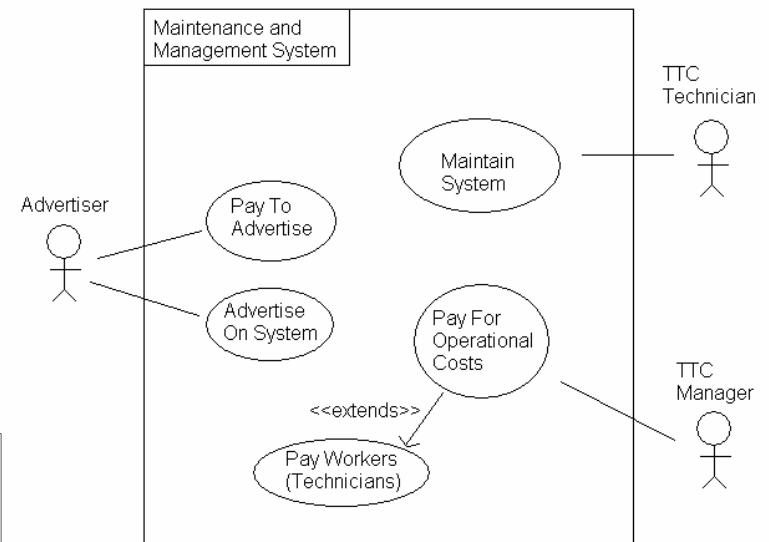 Maintenance and
Management System
TTC
Technician
Maintain
System
Advertiser
Pay To
Advertise
Advertise
On System
Pay For
Operational
Costs
TTC
Manager
<<extends>>
Pay Workers
(Technicians)